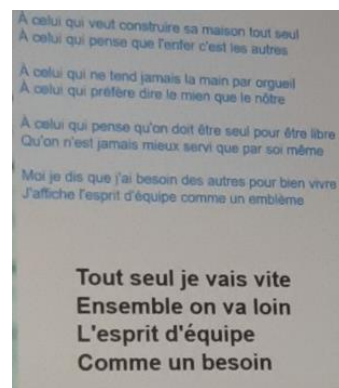 À celui qui veut construire sa maison tout seul
À celui qui pense que l'enfer c'est les autres
À celui qui ne tend jamais la main par orgueil
À celui qui préfère dire le mien que le nôtre
À celui qui pense qu'on doit être seul pour être libre
Qu'on n'est jamais mieux servi que par soi même
Moi je dis que j'ai besoin des autres pour bien vivre
J'affiche l'esprit d'équipe comme un emblème
Tout seul je vais vite
Ensemble on va loin
L'esprit d'équipe
Comme un besoin